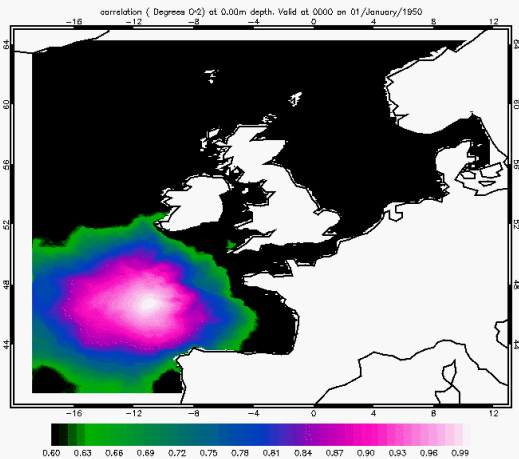 correlation ( Degrees C^2) at 0.00m depth. Valid at 0000 on 01/January/1950
-16 -12 -8 -4 0 4 8 12
64 64
60 60
56 56
52 52
48 48
44 44
-16 -12 -8 -4 0 4 8 12
0.60 0.63 0.66 0.69 0.72 0.75 0.78 0.81 0.84 0.87 0.90 0.93 0.96 0.99